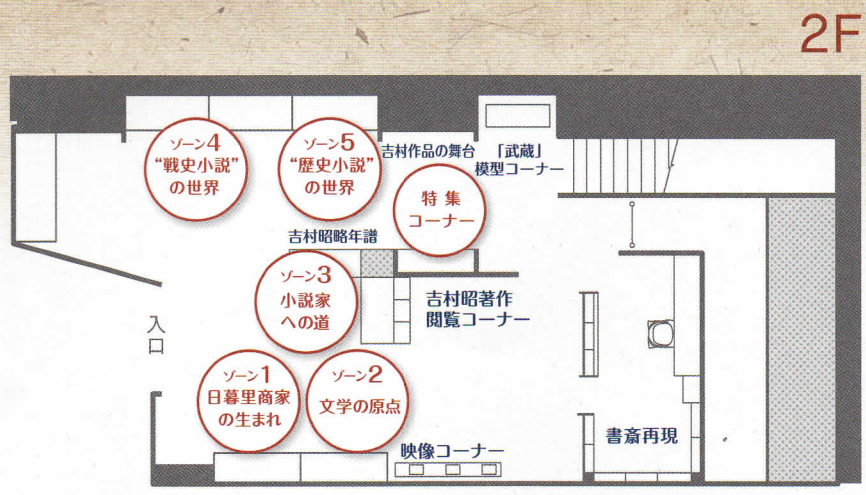 2F
ゾーン4
“戦史小説”
の世界
ゾーン5
“歴史小説”
の世界
吉村作品の舞台
「武蔵」
模型コーナー
特集
コーナー
吉村昭略年譜
ゾーン3
小説家
への道
吉村昭著作
閲覧コーナー
入口
ゾーン1
日暮里商家
の生まれ
ゾーン2
文学の原点
映像コーナー
書斎再現